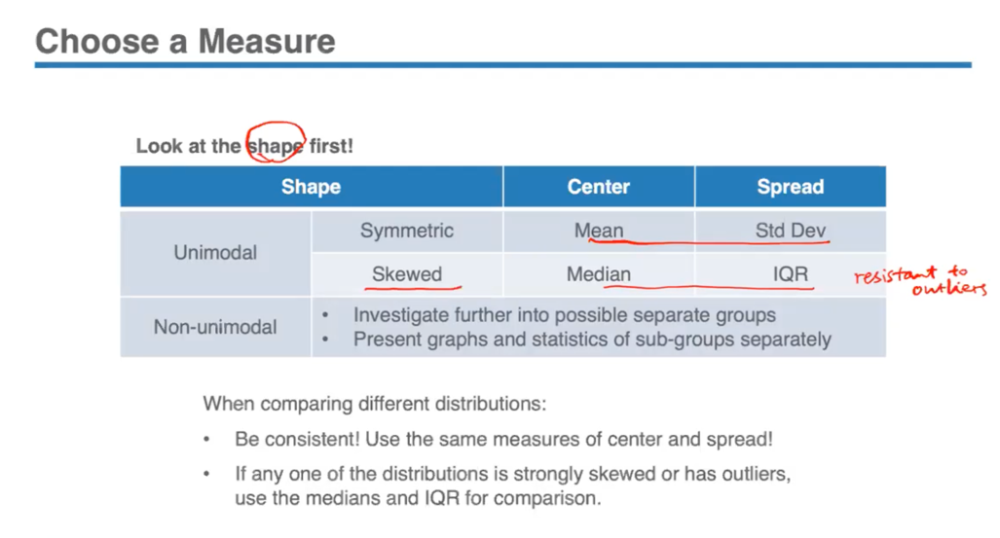 Choose a Measure
Look at the shape first!
Shape Center Spread
Unimodal
Symmetric Mean Std Dev
Skewed Median IQR
resistant to
outliers
Non-unimodal
• Investigate further into possible separate groups
• Present graphs and statistics of sub-groups separately
When comparing different distributions:
• Be consistent! Use the same measures of center and spread!
• If any one of the distributions is strongly skewed or has outliers,
use the medians and IQR for comparison.